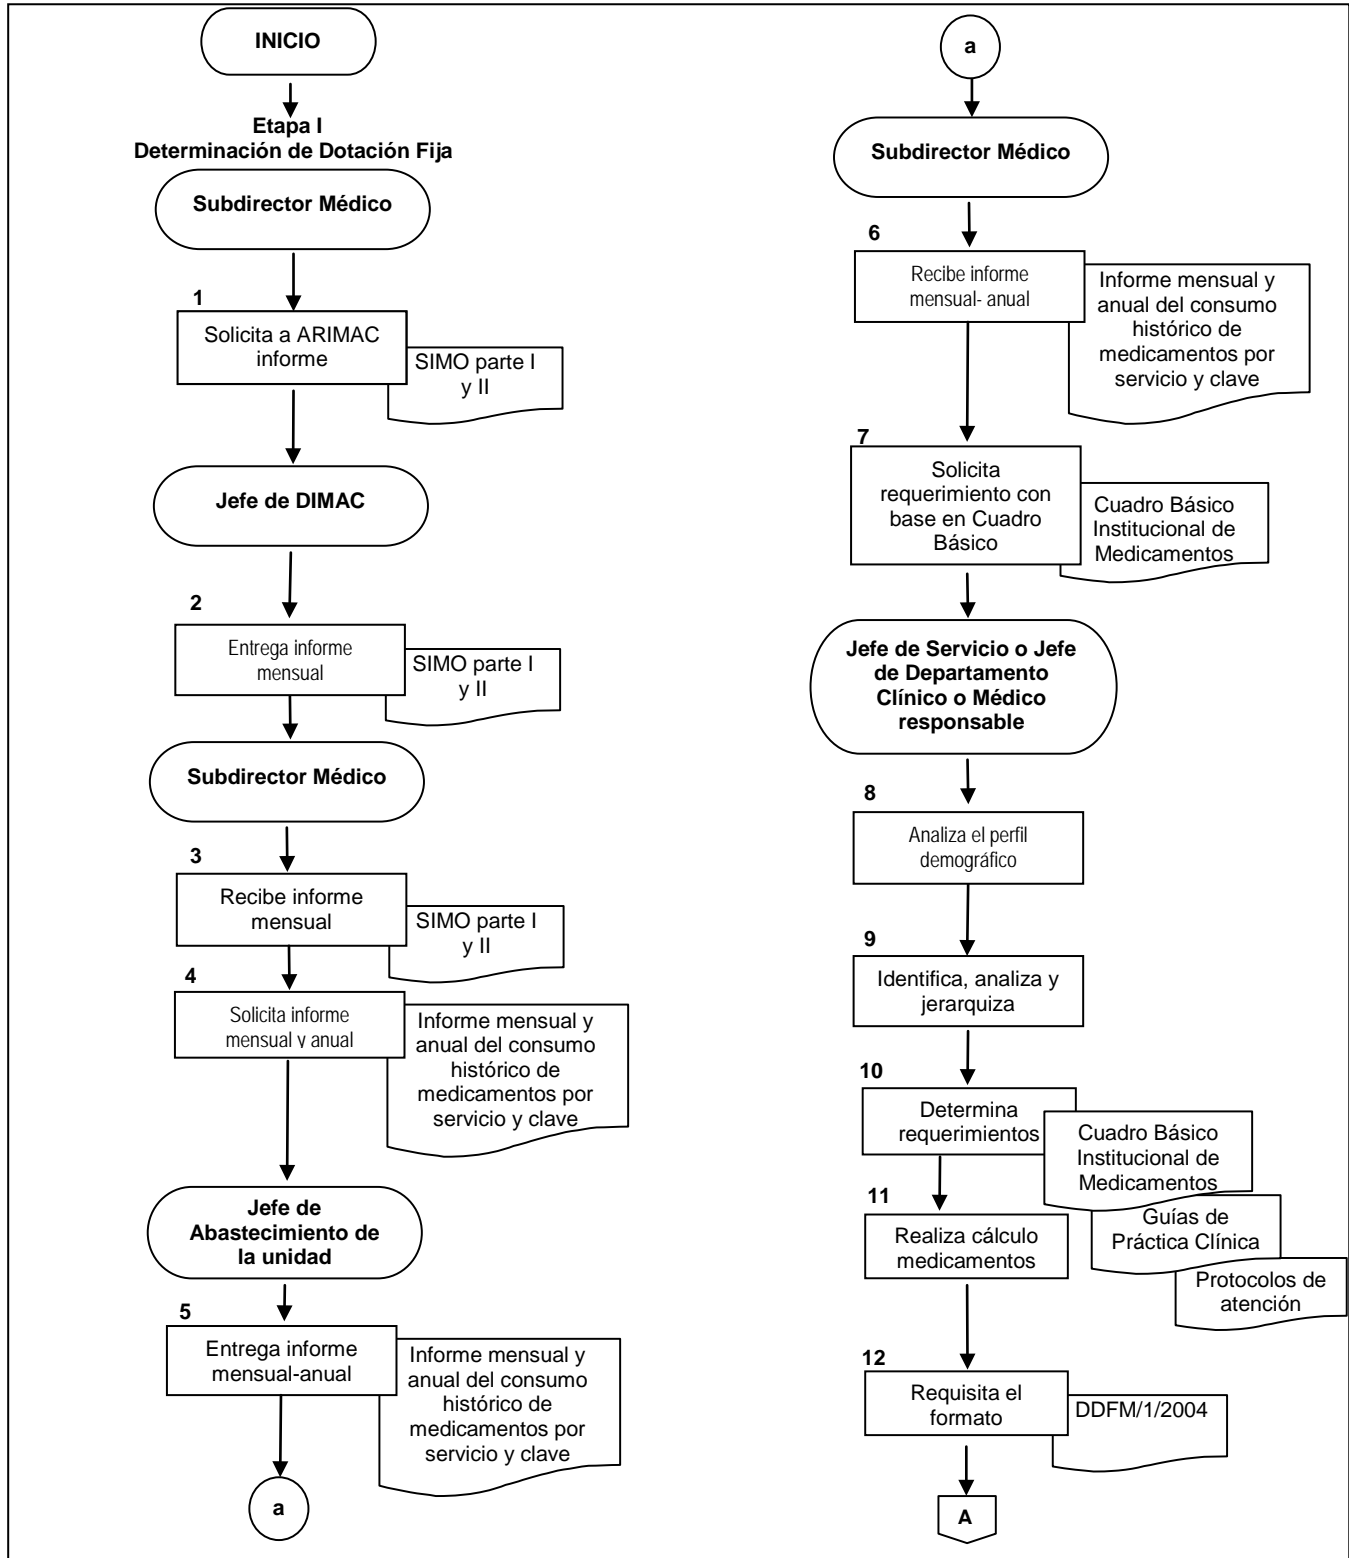 INICIO
Etapa I
Determinación de Dotación Fija
Subdirector Médico
1
Solicita a ARIMAC
informe
SIMO parte I
y II
Jefe de DIMAC
2
Entrega informe
mensual
SIMO parte I
y II
Subdirector Médico
3
Recibe informe
mensual
SIMO parte I
y II
4
Solicita informe
mensual y anual
Informe mensual y
anual del consumo
histórico de
medicamentos por
servicio y clave
Jefe de
Abastecimiento de
la unidad
5
Entrega informe
mensual-anual
Informe mensual y
anual del consumo
histórico de
medicamentos por
servicio y clave
a
a
Subdirector Médico
6
Recibe informe
mensual- anual
Informe mensual y
anual del consumo
histórico de
medicamentos por
servicio y clave
7
Solicita
requerimiento con
base en Cuadro
Básico
Cuadro Básico
Institucional de
Medicamentos
Jefe de Servicio o Jefe
de Departamento
Clínico o Médico
responsable
8
Analiza el perfil
demográfico
9
Identifica, analiza y
jerarquiza
10
Determina
requerimientos
Cuadro Básico
Institucional de
Medicamentos
Guías de
Práctica Clínica
Protocolos de
atención
11
Realiza cálculo
medicamentos
12
Requisita el
formato
DDFM/1/2004
A